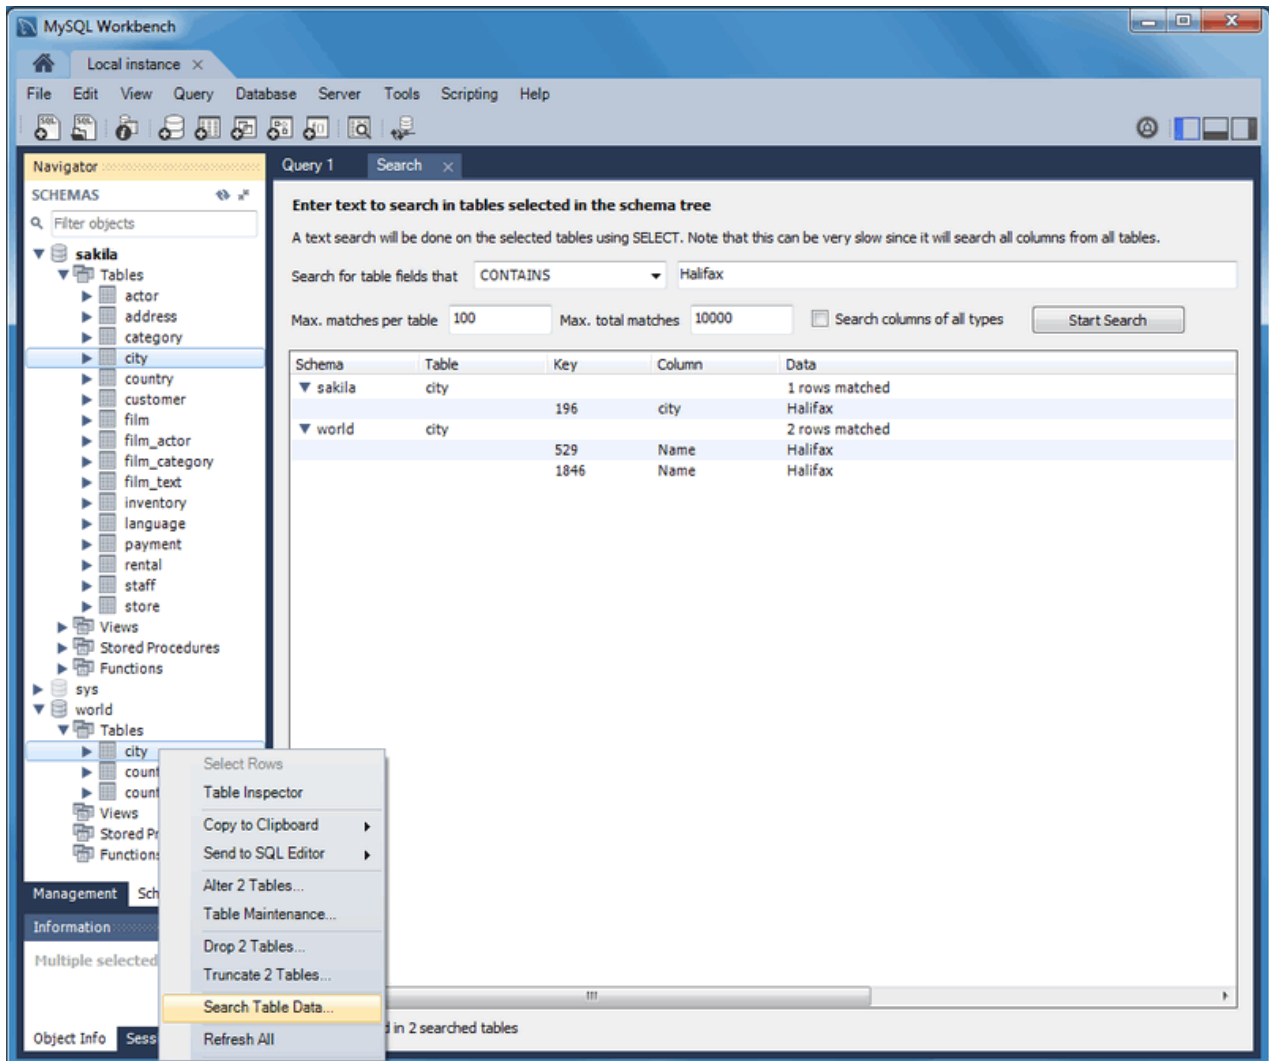 MySQL Workbench
Local instance
File Edit View Query Database Server Tools Scripting Help
Navigator
SCHEMAS
Filter objects
sakila
Tables
actor
address
category
city
country
customer
film
film_actor
film_category
film_text
inventory
language
payment
rental
staff
store
Views
Stored Procedures
Functions
sys
world
Tables
city
count
count
Views
Stored Pr
Functions
Management Sch
Information
Multiple selected
Object Info Sess
Query 1 Search
Enter text to search in tables selected in the schema tree
A text search will be done on the selected tables using SELECT. Note that this can be very slow since it will search all columns from all tables.
Search for table fields that CONTAINS Halifax
Max. matches per table 100 Max. total matches 10000 Search columns of all types Start Search
Schema Table Key Column Data
sakila city 1 rows matched
196 city Halifax
world city 2 rows matched
529 Name Halifax
1846 Name Halifax
d in 2 searched tables
Select Rows
Table Inspector
Copy to Clipboard
Send to SQL Editor
Alter 2 Tables...
Table Maintenance...
Drop 2 Tables...
Truncate 2 Tables...
Search Table Data...
Refresh All